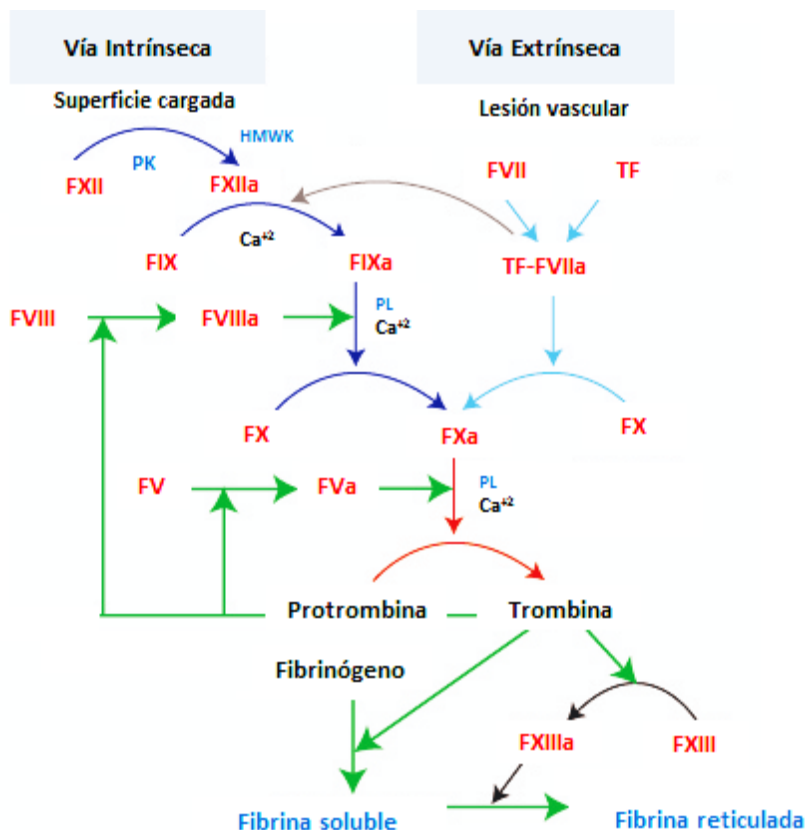 Vía Intrínseca
Vía Extrínseca
Superficie cargada
Lesión vascular
HMWK
PK
FXII
FXIIa
FVII
TF
Ca+2
FIX
FIXa
TF-FVIIa
FVIII
FVIIIa
PL
Ca+2
FX
FXa
FX
FV
FVa
PL
Ca+2
Protrombina
Trombina
Fibrinógeno
FXIIIa
FXIII
Fibrina soluble
Fibrina reticulada